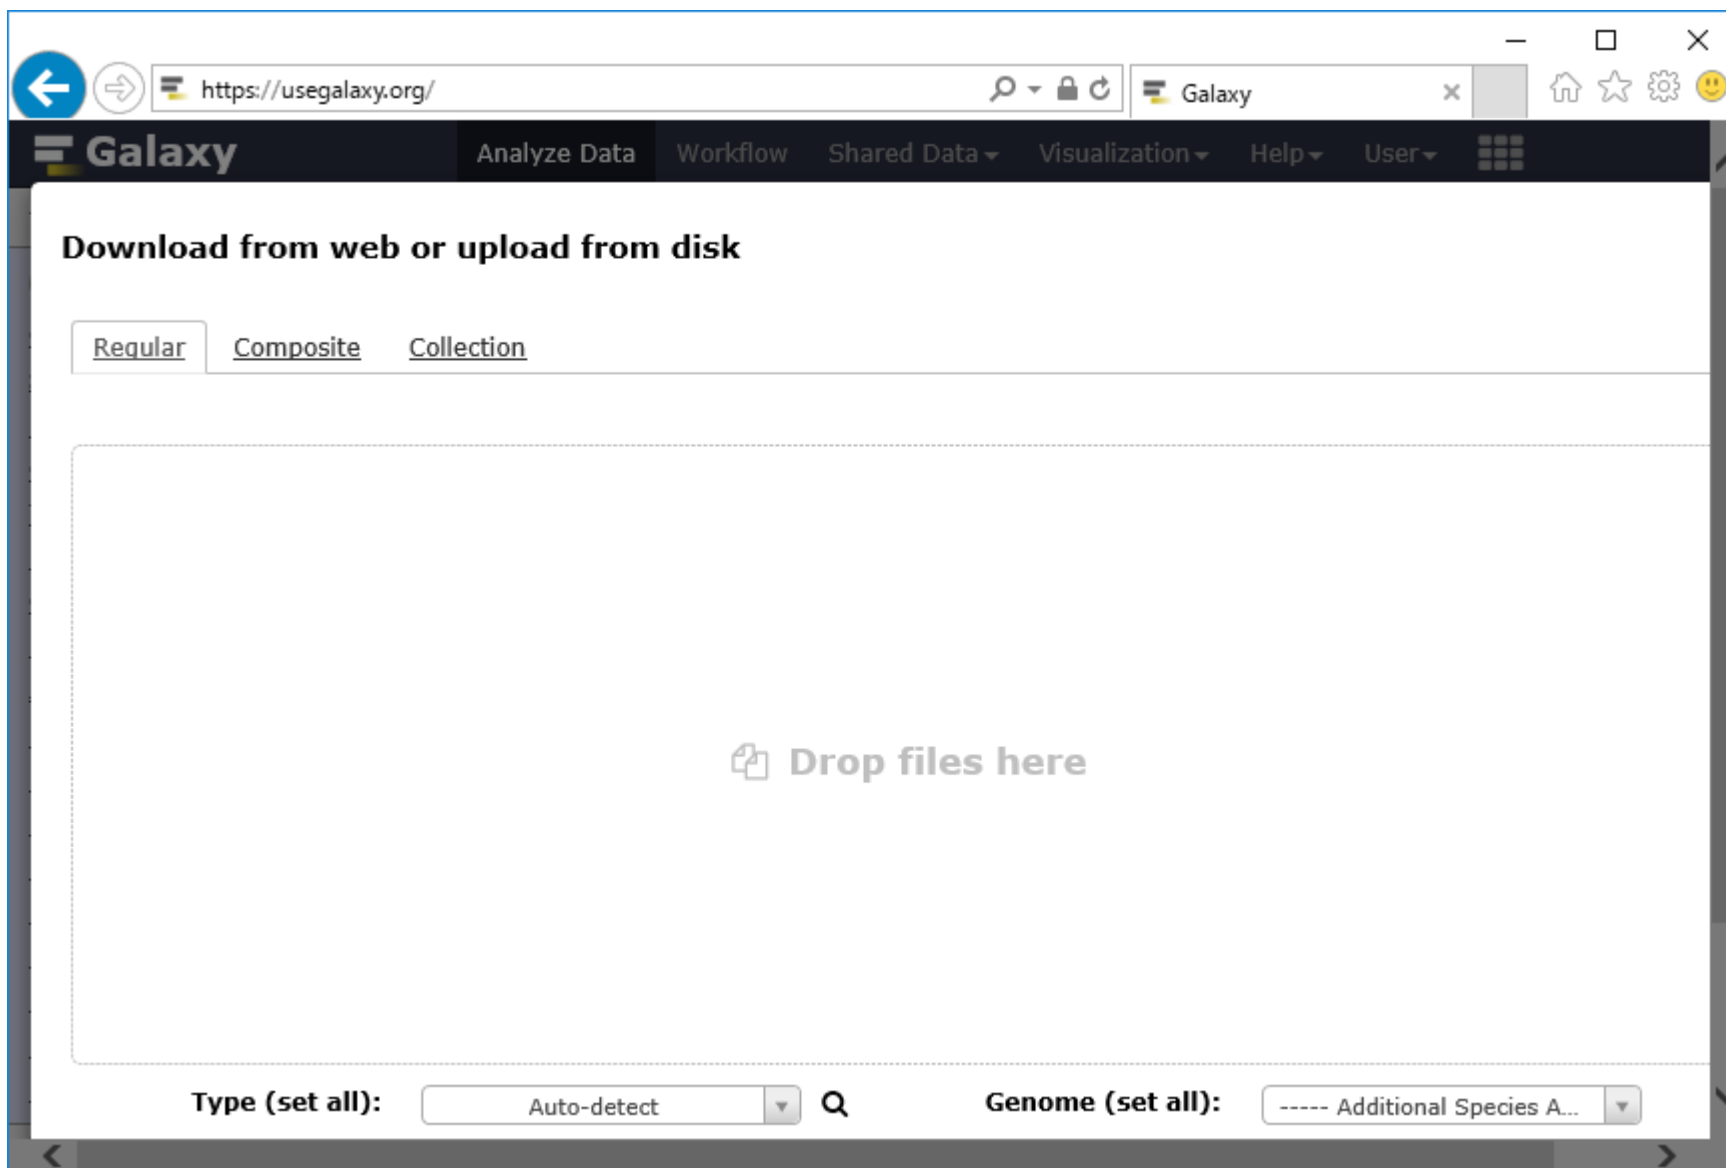 https://usegalaxy.org/
Galaxy
Galaxy
Analyze Data
Workflow
Shared Data
Visualization
Help
User
Download from web or upload from disk
Regular
Composite
Collection
Drop files here
Type (set all):
Auto-detect
Genome (set all):
----- Additional Species A...